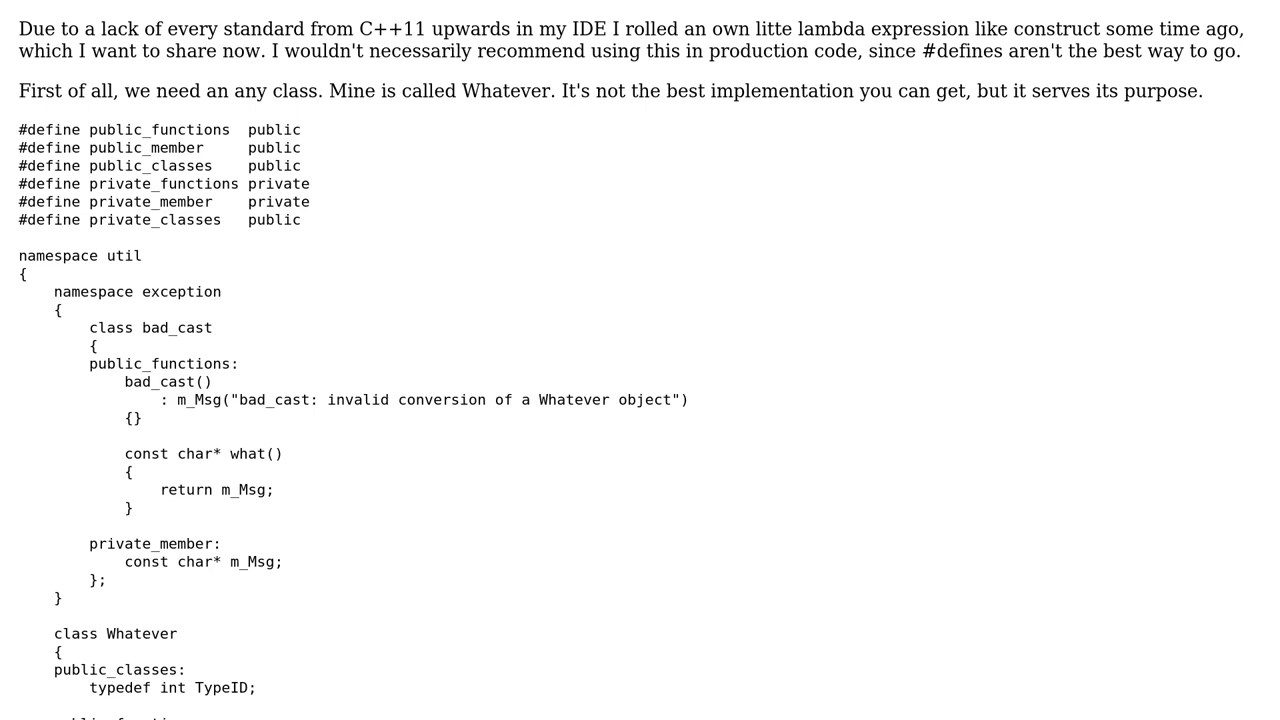 Due to a lack of every standard from C++11 upwards in my IDE I rolled an own litte lambda expression like construct some time ago,
which I want to share now. I wouldn't necessarily recommend using this in production code, since #defines aren't the best way to go.
First of all, we need an any class. Mine is called Whatever. It's not the best implementation you can get, but it serves its purpose.
#define public_functions  public
#define public_member     public
#define public_classes    public
#define private_functions private
#define private_member    private
#define private_classes   public
namespace util
{
    namespace exception
    {
        class bad_cast
        {
        public_functions:
            bad_cast()
                : m_Msg("bad_cast: invalid conversion of a Whatever object")
            {}
            const char* what()
            {
                return m_Msg;
            }
        private_member:
            const char* m_Msg;
        };
    }
    class Whatever
    {
    public_classes:
        typedef int TypeID;